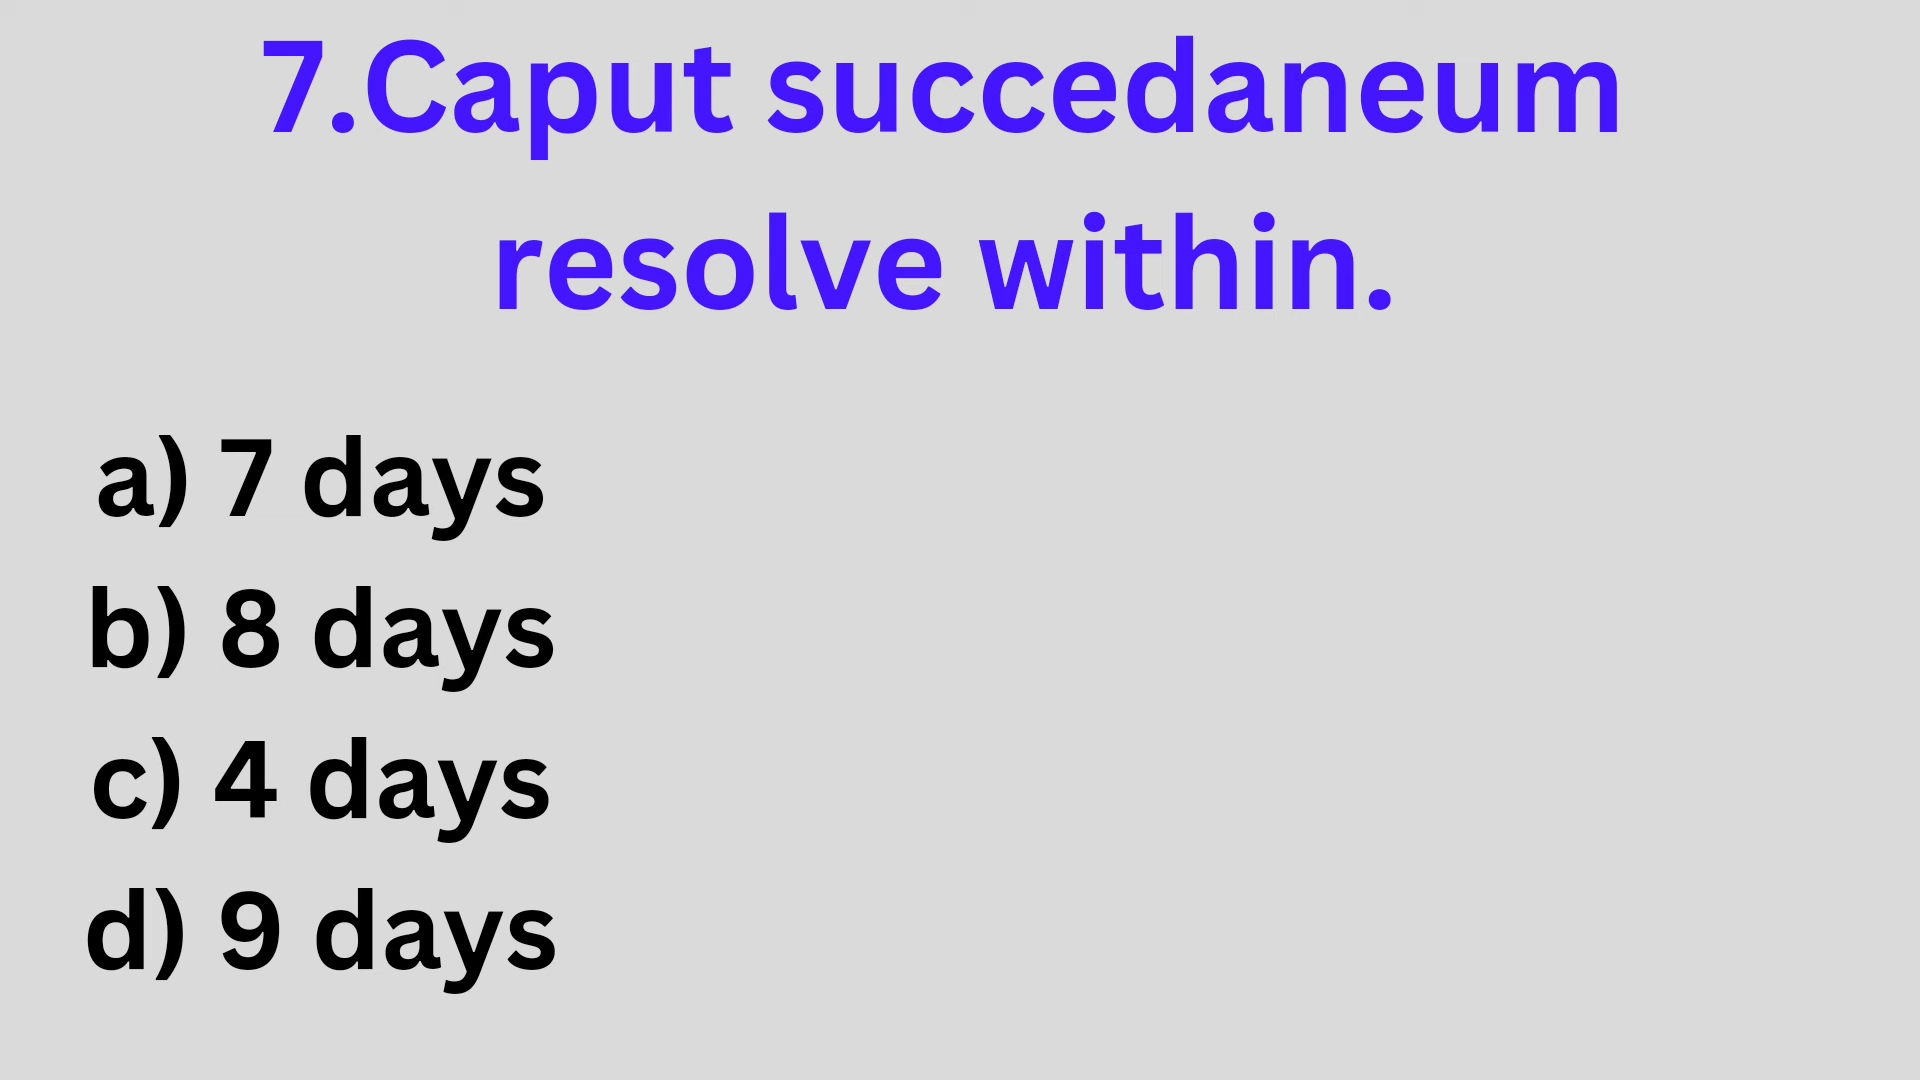 7.Caput succedaneum
resolve within.
a) 7 days
b) 8 days
c) 4 days
d) 9 days